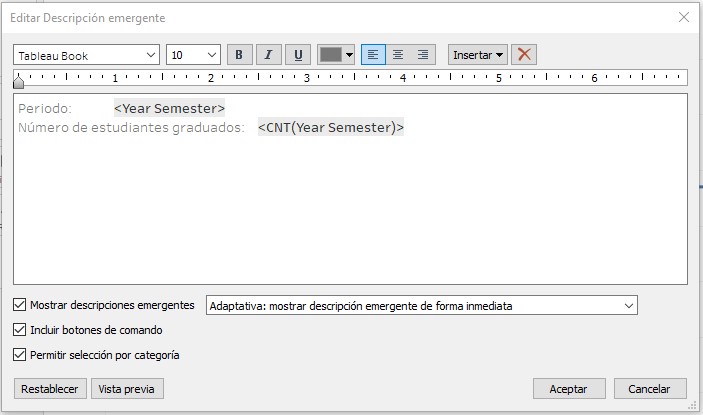 Editar Descripción emergente
Tableau Book 10 B I U Insertar
1 2 3 4 5 6
Periodo: <Year Semester>
Número de estudiantes graduados: <CNT(Year Semester)>
Mostrar descripciones emergentes Adaptativa: mostrar descripción emergente de forma inmediata
Incluir botones de comando
Permitir selección por categoría
Restablecer Vista previa Aceptar Cancelar